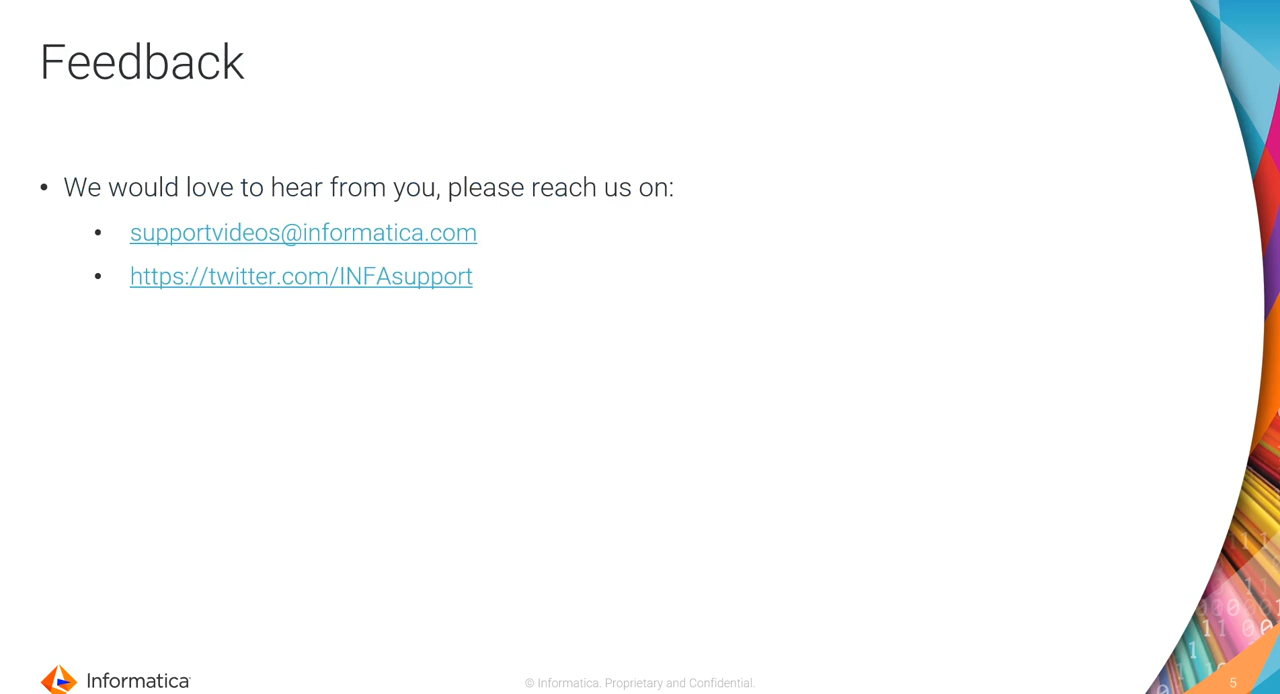 Feedback
• We would love to hear from you, please reach us on:
• supportvideos@informatica.com
• https://twitter.com/INFAsupport
Informatica
© Informatica. Proprietary and Confidential.
5